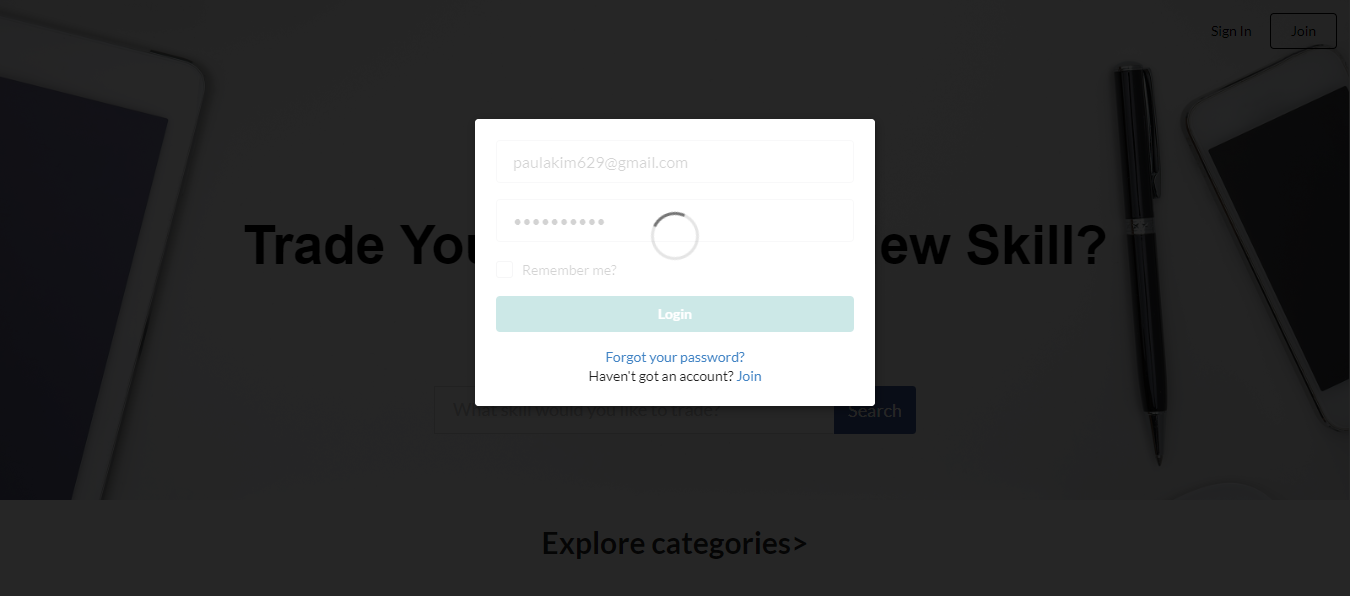 Sign In
Join
paulakim629@gmail.com
Trade You
ew Skill?
Remember me?
Login
Forgot your password?
Haven't got an account? Join
What skill would you like to trade?
Search
Explore categories>